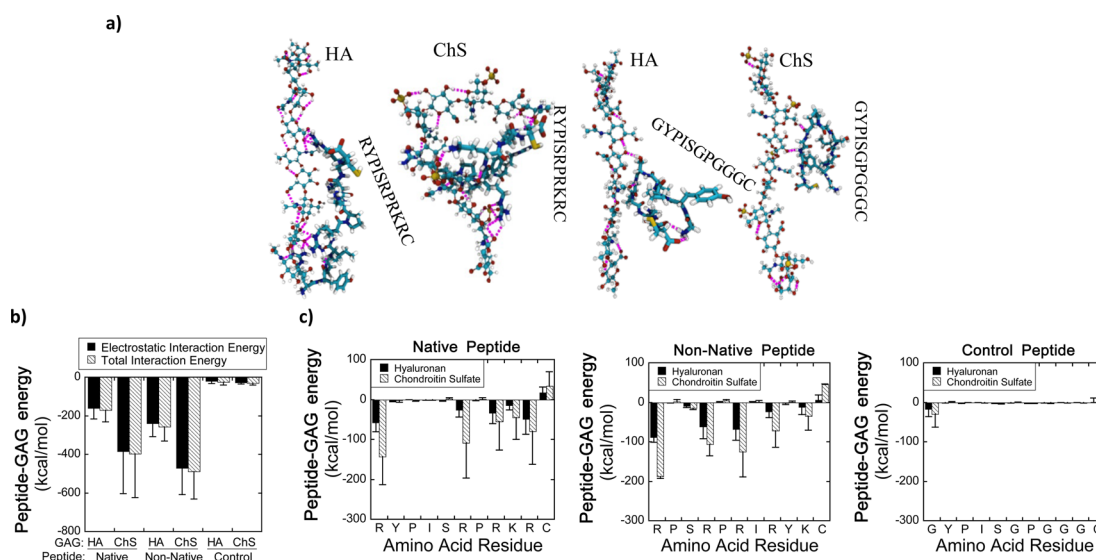 a)
HA
ChS
HA
ChS
RYPISRPRKRC
RYPISRPRKRC
GYPISGPGGGC
GYPISGPGGGC
b)
Electrostatic Interaction Energy
Total Interaction Energy
Peptide-GAG energy
(kcal/mol)
0
-200
-400
-600
-800
GAG: HA ChS HA ChS HA ChS
Peptide: Native Non-Native Control
c)
Native Peptide
Hyaluronan
Chondroitin Sulfate
Peptide-GAG energy
(kcal/mol)
100
0
-100
-200
-300
R Y P I S R P R K R C
Amino Acid Residue
Non-Native Peptide
Hyaluronan
Chondroitin Sulfate
Peptide-GAG energy
(kcal/mol)
100
0
-100
-200
-300
R P S R P R I R Y K C
Amino Acid Residue
Control Peptide
Hyaluronan
Chondroitin Sulfate
Peptide-GAG energy
(kcal/mol)
100
0
-100
-200
-300
G Y P I S G P G G G
Amino Acid Residue